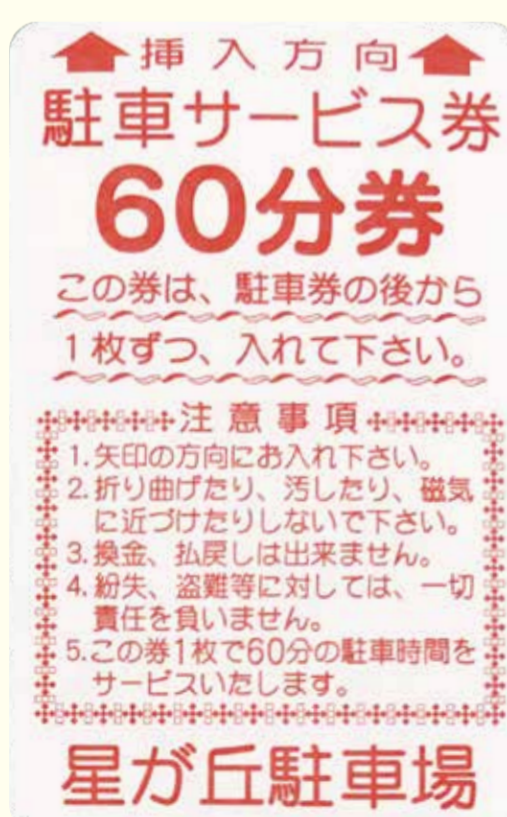 挿入方向
駐車サービス券
60分券
この券は、駐車券の後から
1枚ずつ、入れて下さい。
注意事項
1.矢印の方向にお入れ下さい。
2.折り曲げたり、汚したり、磁気
に近づけたりしないで下さい。
3.換金、払戻しは出来ません。
4.紛失、盗難等に対しては、一切
責任を負いません。
5.この券1枚で60分の駐車時間を
サービスいたします。
星が丘駐車場